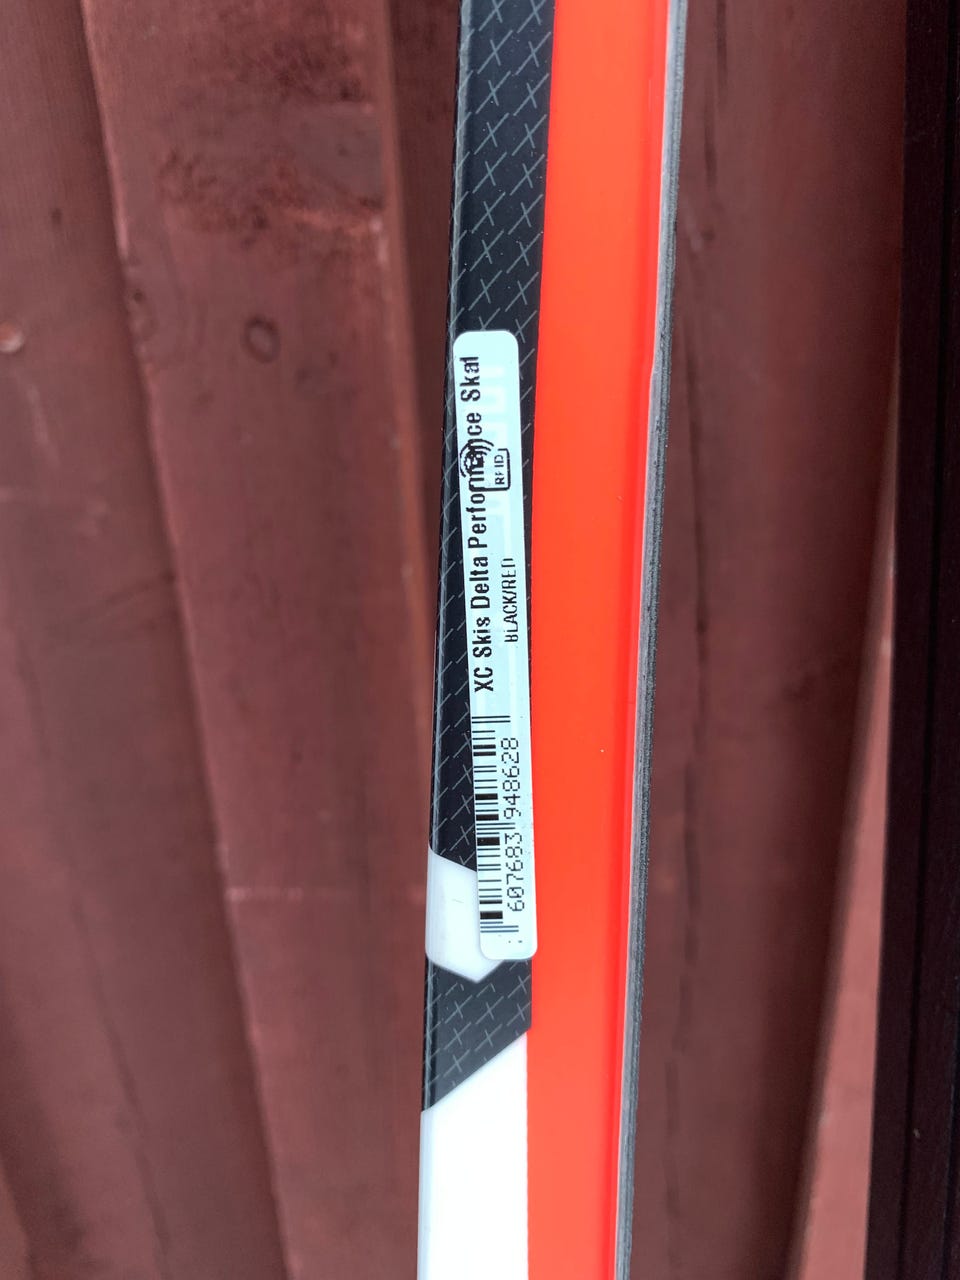 XC Skis Delta Performance Skat
RFID
BLACK/RED
607683 948628